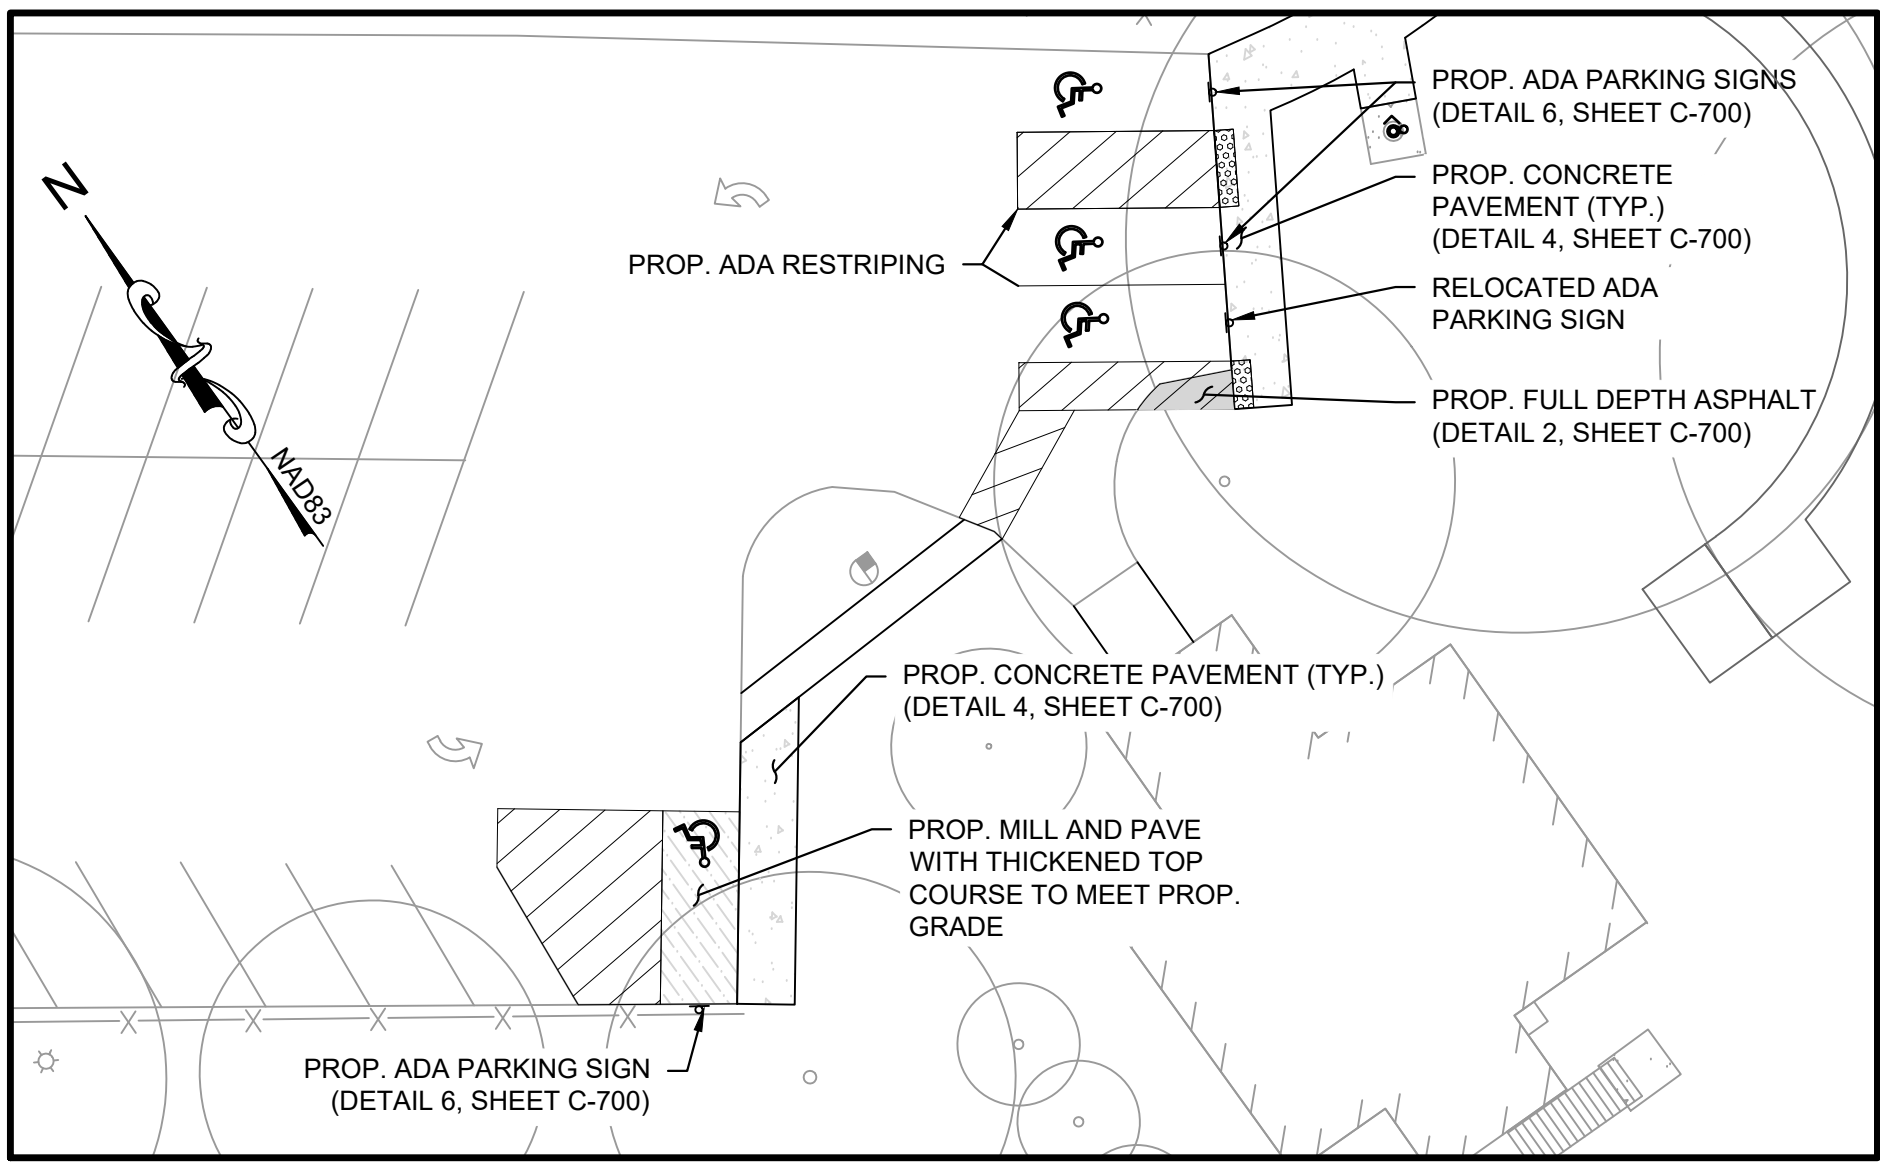 PROP. ADA PARKING SIGNS
(DETAIL 6, SHEET C-700)
PROP. CONCRETE
PAVEMENT (TYP.)
(DETAIL 4, SHEET C-700)
N
PROP. ADA RESTRIPING
RELOCATED ADA
PARKING SIGN
PROP. FULL DEPTH ASPHALT
(DETAIL 2, SHEET C-700)
NAD83
PROP. CONCRETE PAVEMENT (TYP.)
(DETAIL 4, SHEET C-700)
PROP. MILL AND PAVE
WITH THICKENED TOP
COURSE TO MEET PROP.
GRADE
PROP. ADA PARKING SIGN
(DETAIL 6, SHEET C-700)